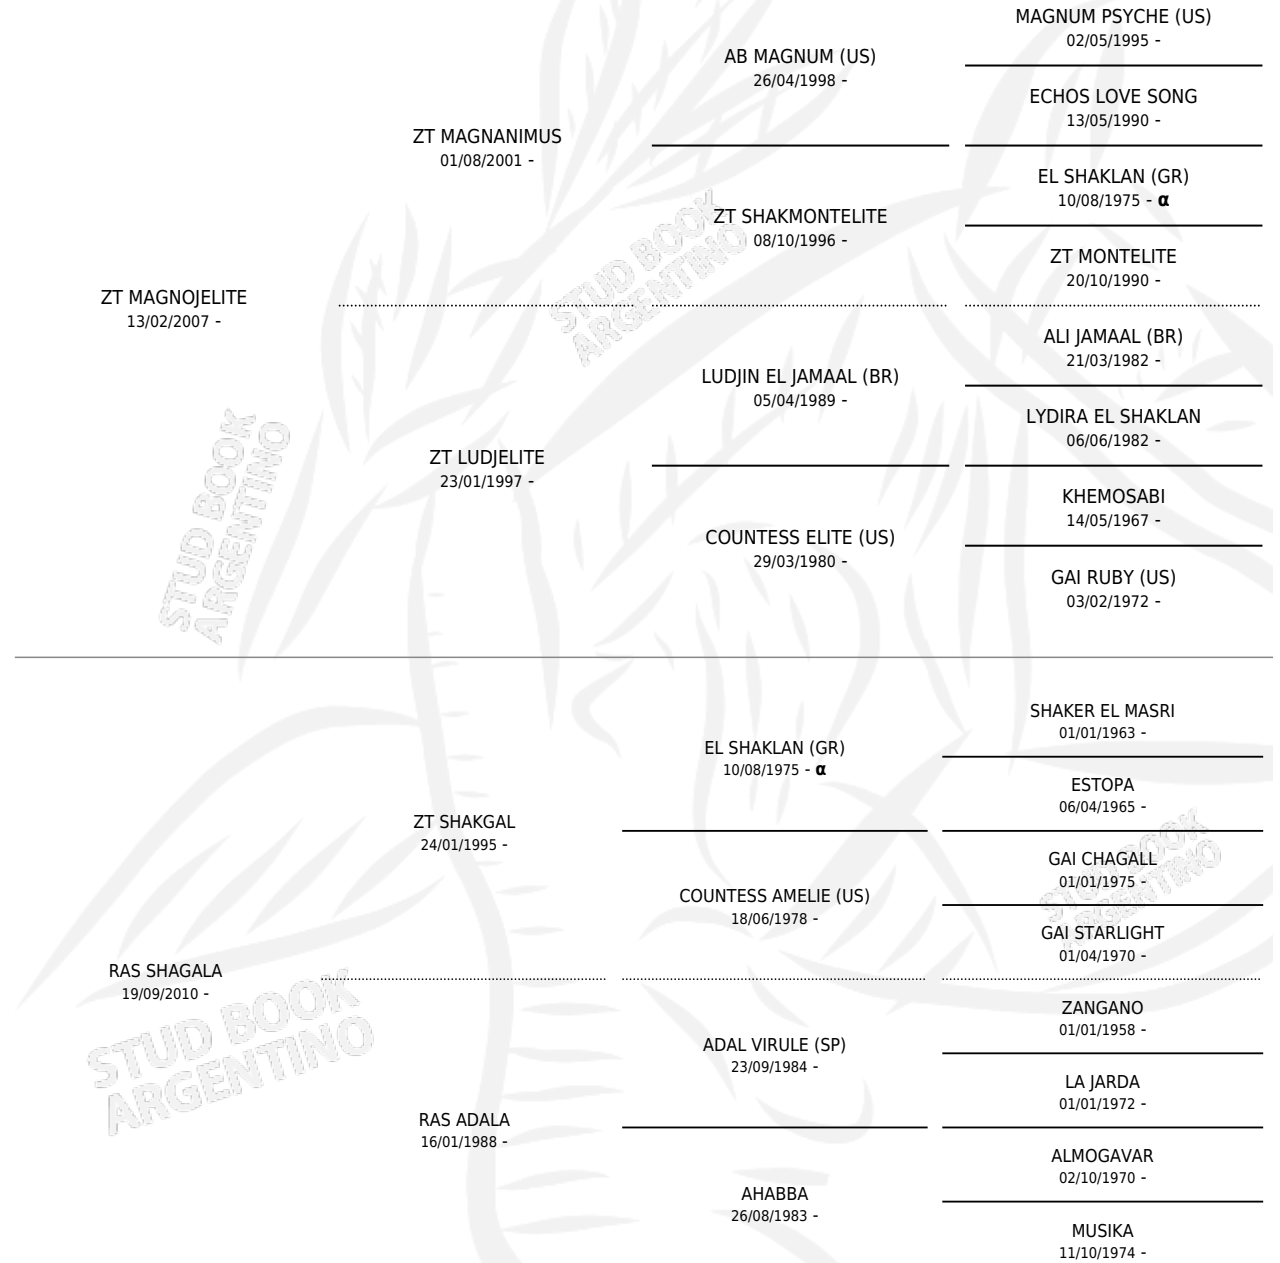 MAGNUM PSYCHE (US)
02/05/1995 -
AB MAGNUM (US)
26/04/1998 -
ECHOS LOVE SONG
13/05/1990 -
ZT MAGNANIMUS
01/08/2001 -
EL SHAKLAN (GR)
10/08/1975 - α
ZT SHAKMONTELITE
08/10/1996 -
ZT MONTELITE
20/10/1990 -
ZT MAGNOJELITE
13/02/2007 -
ALI JAMAAL (BR)
21/03/1982 -
LUDJIN EL JAMAAL (BR)
05/04/1989 -
LYDIRA EL SHAKLAN
06/06/1982 -
ZT LUDJELITE
23/01/1997 -
KHEMOSABI
14/05/1967 -
COUNTESS ELITE (US)
29/03/1980 -
GAI RUBY (US)
03/02/1972 -
SHAKER EL MASRI
01/01/1963 -
EL SHAKLAN (GR)
10/08/1975 - α
ESTOPA
06/04/1965 -
ZT SHAKGAL
24/01/1995 -
GAI CHAGALL
01/01/1975 -
COUNTESS AMELIE (US)
18/06/1978 -
GAI STARLIGHT
01/04/1970 -
RAS SHAGALA
19/09/2010 -
ZANGANO
01/01/1958 -
ADAL VIRULE (SP)
23/09/1984 -
LA JARDA
01/01/1972 -
RAS ADALA
16/01/1988 -
ALMOGAVAR
02/10/1970 -
AHABBA
26/08/1983 -
MUSIKA
11/10/1974 -
STUD BOOK
ARGENTINO
STUD BOOK
ARGENTINO
STUD BOOK
ARGENTINO
STUD BOOK
ARGENTINO